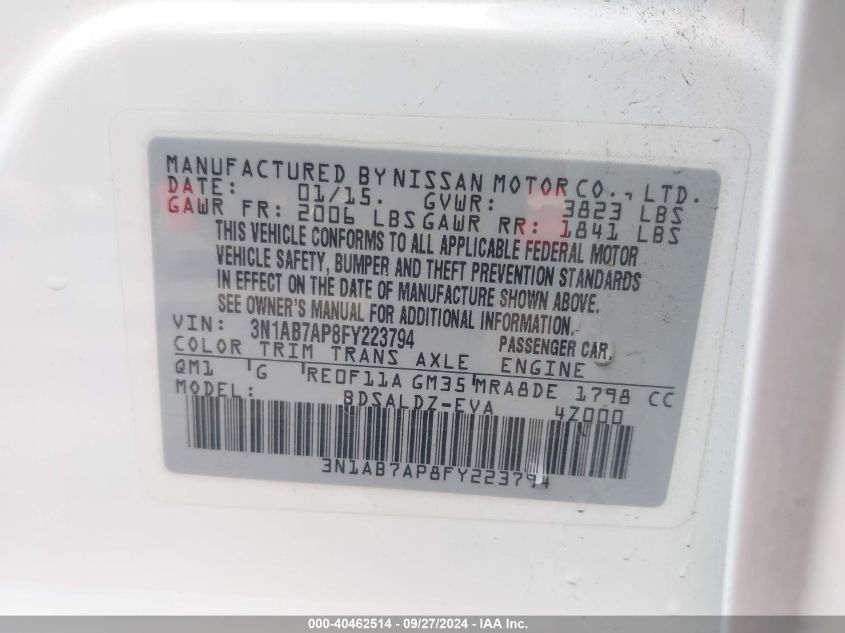 MANUFACTURED BY NISSAN MOTOR CO., LTD.
DATE: 01/15. GVWR: 3823 LBS
GAWR FR: 2006 LBS GAWR RR: 1841 LBS
THIS VEHICLE CONFORMS TO ALL APPLICABLE FEDERAL MOTOR
VEHICLE SAFETY, BUMPER AND THEFT PREVENTION STANDARDS
IN EFFECT ON THE DATE OF MANUFACTURE SHOWN ABOVE.
SEE OWNER'S MANUAL FOR ADDITIONAL INFORMATION.
VIN: 3N1AB7AP8FY223794 PASSENGER CAR.
COLOR TRIM TRANS AXLE ENGINE
QM1 G RE0F11A GM35 MRA8DE 1798 CC
MODEL: BDSALDZ-EVA 4Z000
3N1AB7AP8FY223794
000-40462514 - 09/27/2024 - IAA Inc.